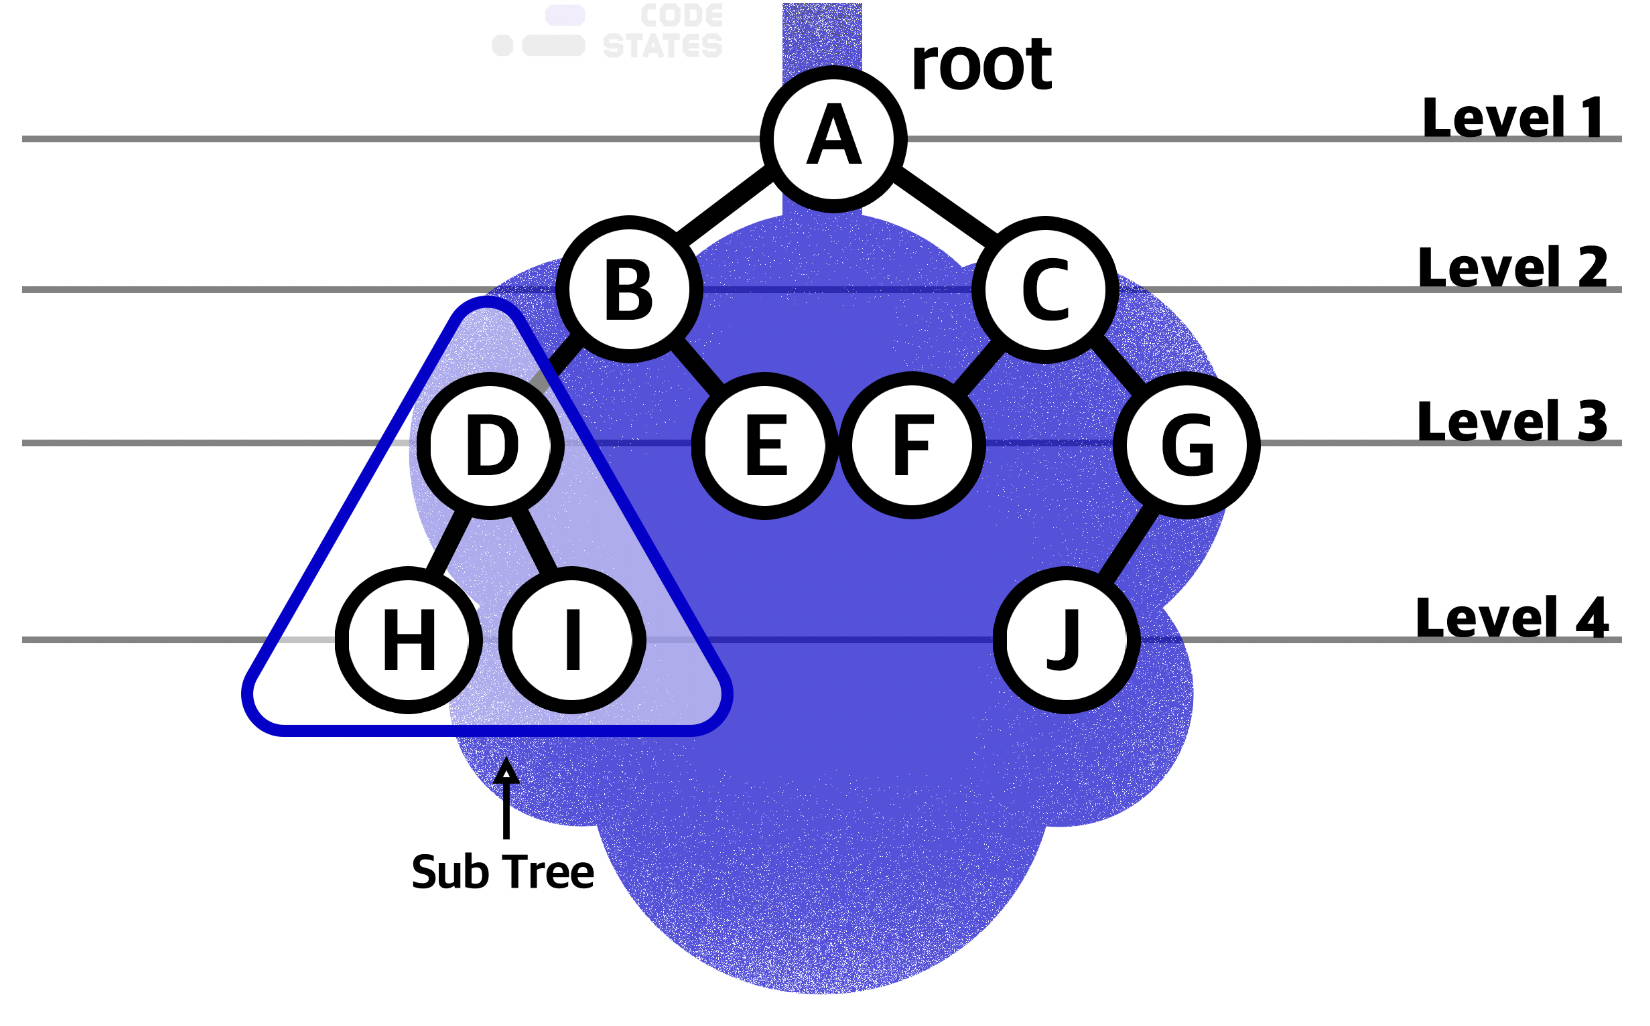 CODE
STATES
root
A
Level 1
B
C
Level 2
D
E
F
G
Level 3
H
I
J
Level 4
Sub Tree